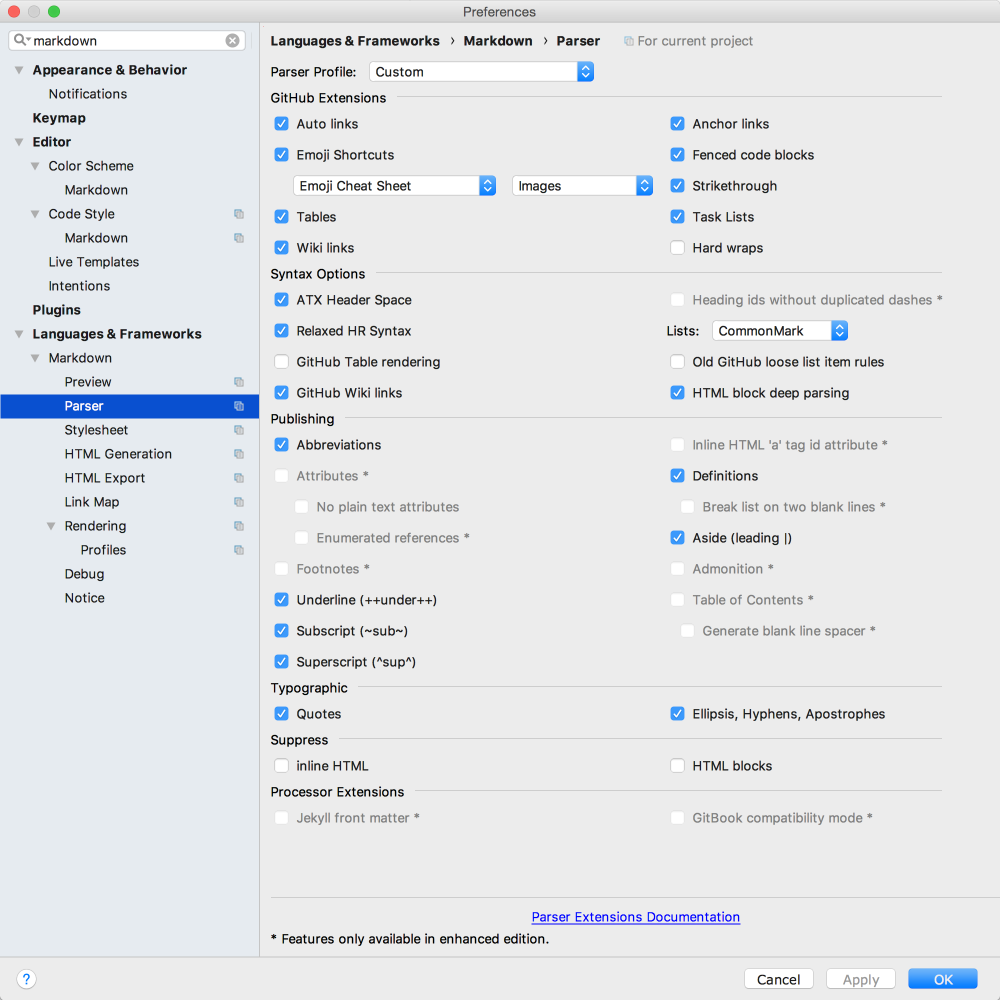 Preferences
markdown
Appearance & Behavior
Notifications
Keymap
Editor
Color Scheme
Markdown
Code Style
Markdown
Live Templates
Intentions
Plugins
Languages & Frameworks
Markdown
Preview
Parser
Stylesheet
HTML Generation
HTML Export
Link Map
Rendering
Profiles
Debug
Notice
?
Languages & Frameworks › Markdown › Parser For current project
Parser Profile: Custom
GitHub Extensions
Auto links Anchor links
Emoji Shortcuts Fenced code blocks
Emoji Cheat Sheet Images Strikethrough
Tables Task Lists
Wiki links Hard wraps
Syntax Options
ATX Header Space Heading ids without duplicated dashes *
Relaxed HR Syntax Lists: CommonMark
GitHub Table rendering Old GitHub loose list item rules
GitHub Wiki links HTML block deep parsing
Publishing
Abbreviations Inline HTML 'a' tag id attribute *
Attributes * Definitions
No plain text attributes Break list on two blank lines *
Enumerated references * Aside (leading |)
Footnotes * Admonition *
Underline (++under++) Table of Contents *
Subscript (~sub~) Generate blank line spacer *
Superscript (^sup^)
Typographic
Quotes Ellipsis, Hyphens, Apostrophes
Suppress
inline HTML HTML blocks
Processor Extensions
Jekyll front matter * GitBook compatibility mode *
Parser Extensions Documentation
* Features only available in enhanced edition.
Cancel Apply OK